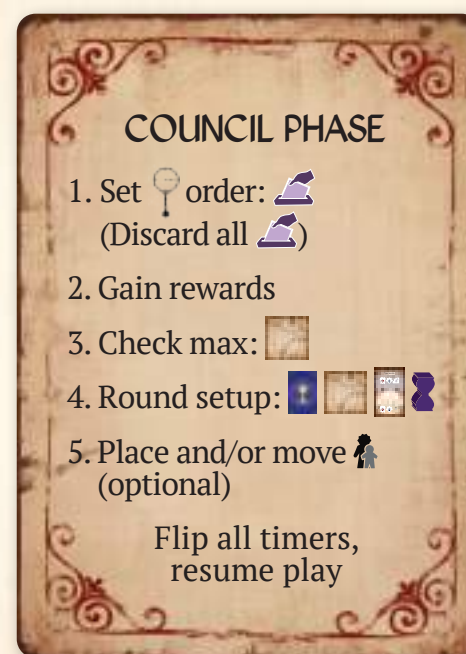 COUNCIL PHASE
1. Set order:
(Discard all )
2. Gain rewards
3. Check max:
4. Round setup:
5. Place and/or move
(optional)
Flip all timers,
resume play